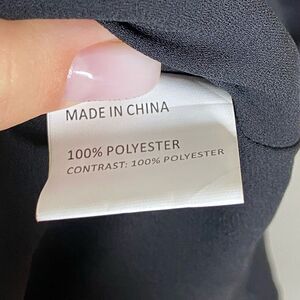 MADE IN CHINA
100% POLYESTER
CONTRAST: 100% POLYESTER